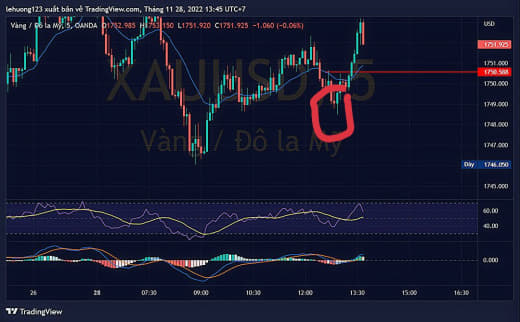 lehuong123 xuất bản về TradingView.com, Tháng 11 28, 2022 13:45 UTC+7
Vàng / Đô la Mỹ, 5, OANDA O1752.985 H1753.150 L1751.920 C1751.925 −1.060 (−0.06%)
USD
1751.925
1751.000
1750.588
XAUUSD, 5
Vàng / Đô la Mỹ
1749.000
1748.000
1747.000
Đáy
1746.050
1745.000
60.00
40.00
0.000
26
28
07:30
09:00
10:30
12:00
13:30
15:00
16:30
TradingView